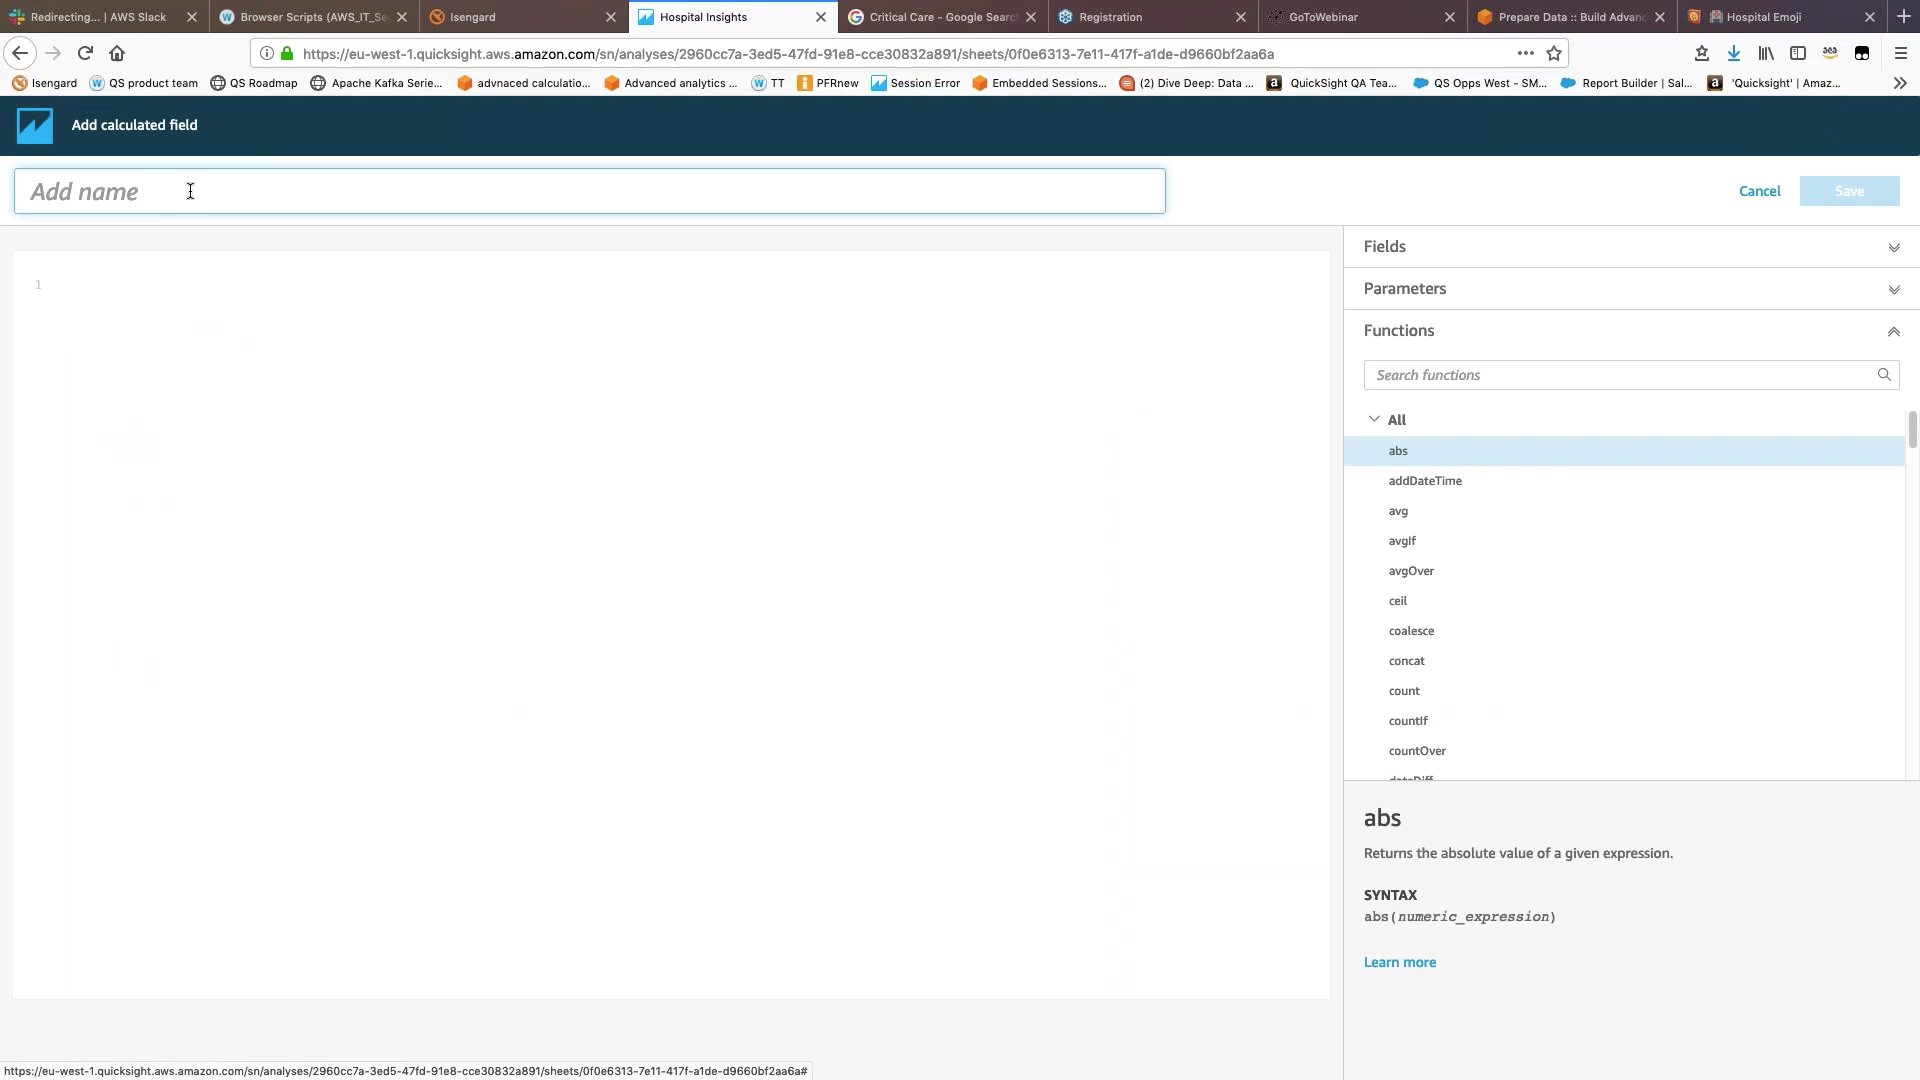 Redirecting... | AWS Slack
Browser Scripts (AWS_IT_Se
Isengard
Hospital Insights
Critical Care - Google Search
Registration
GoToWebinar
Prepare Data :: Build Advanc
Hospital Emoji
https://eu-west-1.quicksight.aws.amazon.com/sn/analyses/2960cc7a-3ed5-47fd-91e8-cce30832a891/sheets/0f0e6313-7e11-417f-a1de-d9660bf2aa6a
Isengard
QS product team
QS Roadmap
Apache Kafka Serie...
advnaced calculatio...
Advanced analytics ...
TT
PFRnew
Session Error
Embedded Sessions...
(2) Dive Deep: Data ...
QuickSight QA Tea...
QS Opps West - SM...
Report Builder | Sal...
'Quicksight' | Amaz...
Add calculated field
Add name
Cancel
Save
1
Fields
Parameters
Functions
Search functions
All
abs
addDateTime
avg
avgIf
avgOver
ceil
coalesce
concat
count
countIf
countOver
dateDiff
abs
Returns the absolute value of a given expression.
SYNTAX
abs(numeric_expression)
Learn more
https://eu-west-1.quicksight.aws.amazon.com/sn/analyses/2960cc7a-3ed5-47fd-91e8-cce30832a891/sheets/0f0e6313-7e11-417f-a1de-d9660bf2aa6a#